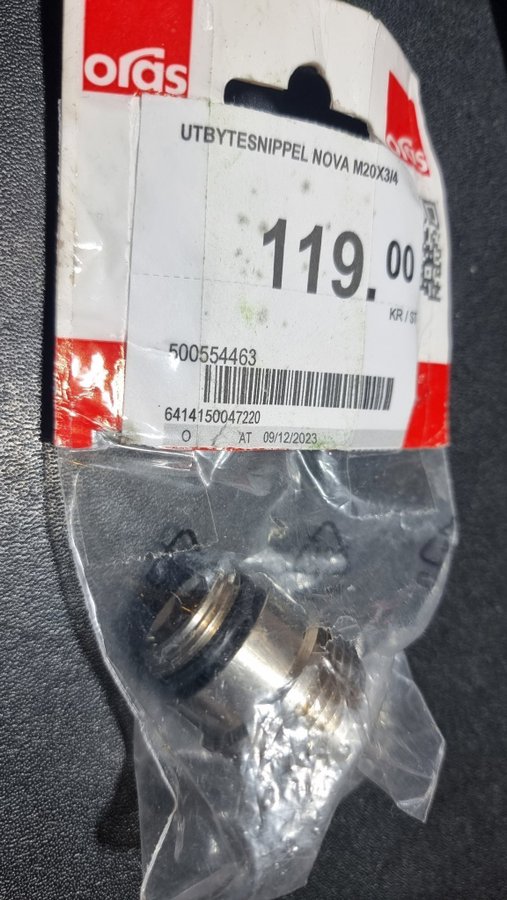 oras
oras
UTBYTESNIPPEL NOVA M20X3/4
119.00
KR / ST
500554463
6414150047220
O AT 09/12/2023